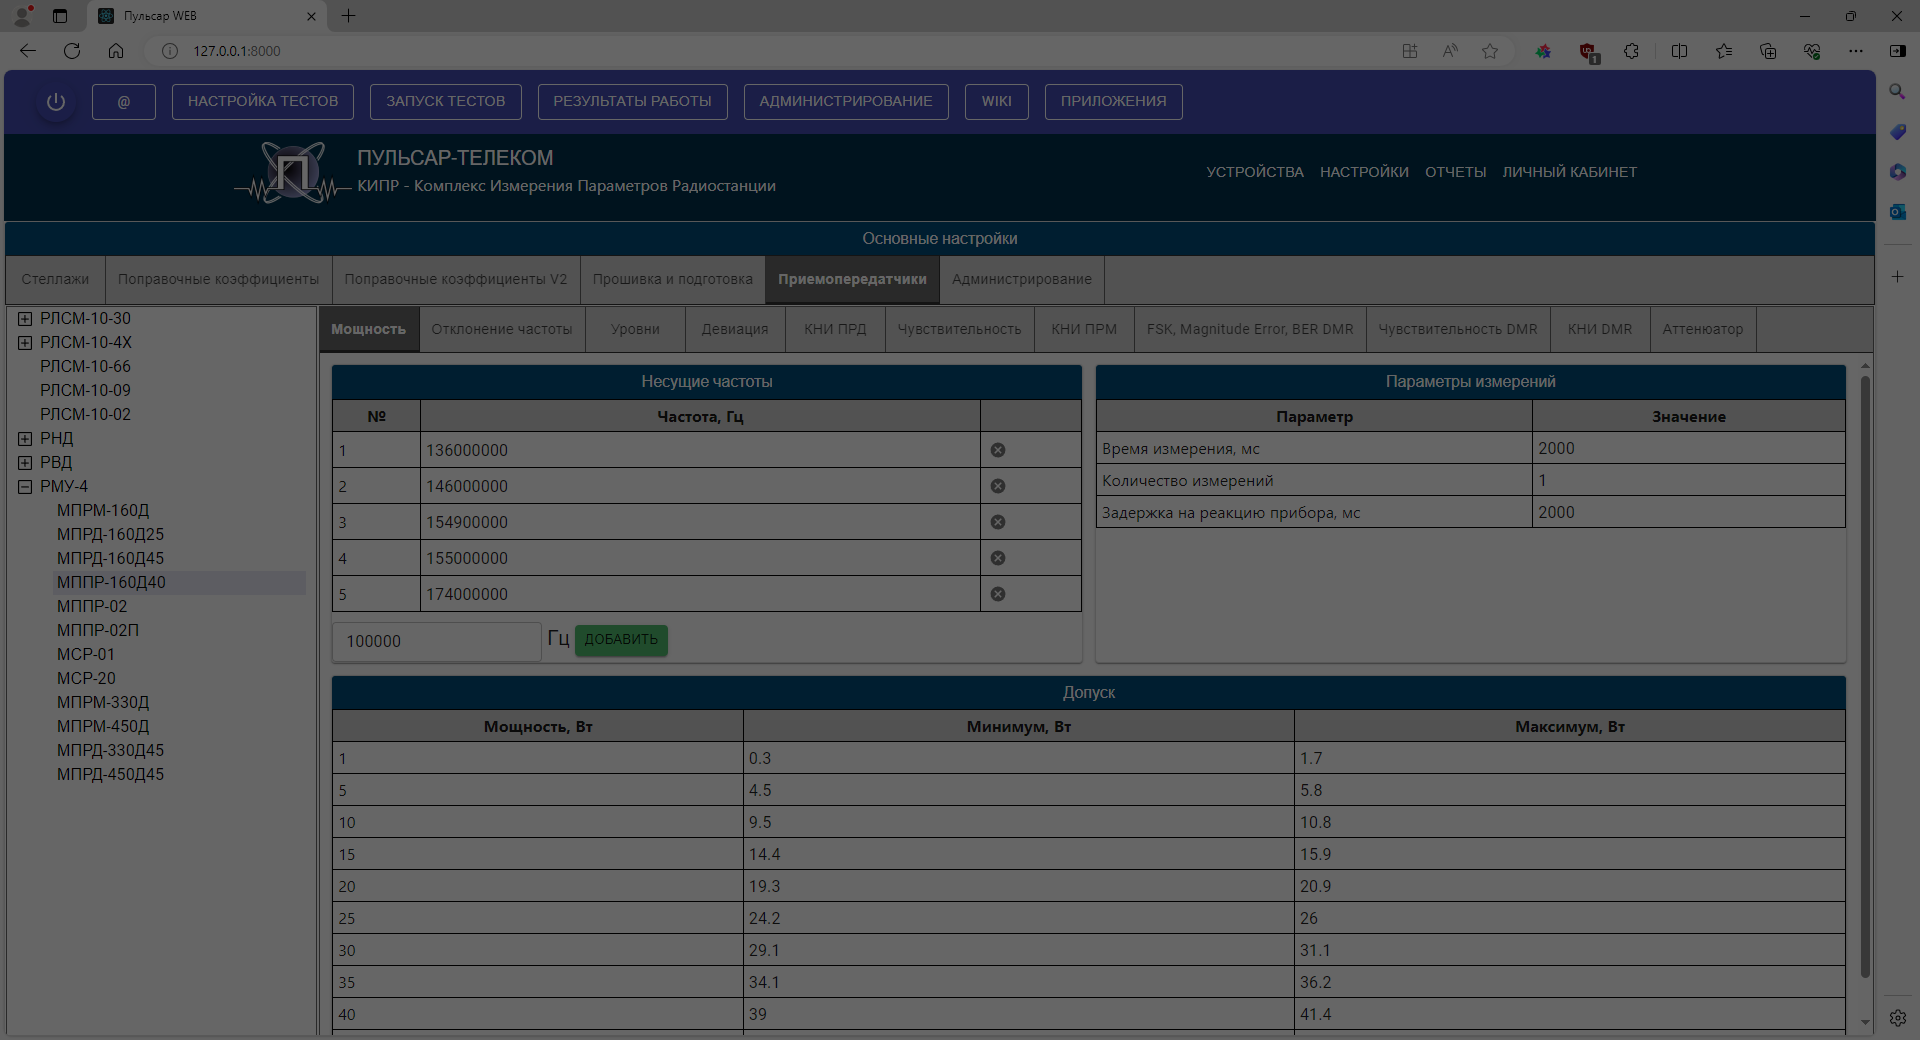 Пульсар WEB
127.0.0.1:8000
1
@ НАСТРОЙКА ТЕСТОВ ЗАПУСК ТЕСТОВ РЕЗУЛЬТАТЫ РАБОТЫ АДМИНИСТРИРОВАНИЕ WIKI ПРИЛОЖЕНИЯ
П
ПУЛЬСАР-ТЕЛЕКОМ
КИПР - Комплекс Измерения Параметров Радиостанции
УСТРОЙСТВА НАСТРОЙКИ ОТЧЕТЫ ЛИЧНЫЙ КАБИНЕТ
Основные настройки
Стеллажи Поправочные коэффициенты Поправочные коэффициенты V2 Прошивка и подготовка Приемопередатчики Администрирование
РЛСМ-10-30
РЛСМ-10-4X
РЛСМ-10-66
РЛСМ-10-09
РЛСМ-10-02
РНД
РВД
РМУ-4
МПРМ-160Д
МПРД-160Д25
МПРД-160Д45
МППР-160Д40
МППР-02
МППР-02П
МСР-01
МСР-20
МПРМ-330Д
МПРМ-450Д
МПРД-330Д45
МПРД-450Д45
Мощность Отклонение частоты Уровни Девиация КНИ ПРД Чувствительность КНИ ПРМ FSK, Magnitude Error, BER DMR Чувствительность DMR КНИ DMR Аттенюатор
Несущие частоты
№ Частота, Гц
1 136000000
2 146000000
3 154900000
4 155000000
5 174000000
100000 Гц ДОБАВИТЬ
Параметры измерений
Параметр Значение
Время измерения, мс 2000
Количество измерений 1
Задержка на реакцию прибора, мс 2000
Допуск
Мощность, Вт Минимум, Вт Максимум, Вт
1 0.3 1.7
5 4.5 5.8
10 9.5 10.8
15 14.4 15.9
20 19.3 20.9
25 24.2 26
30 29.1 31.1
35 34.1 36.2
40 39 41.4